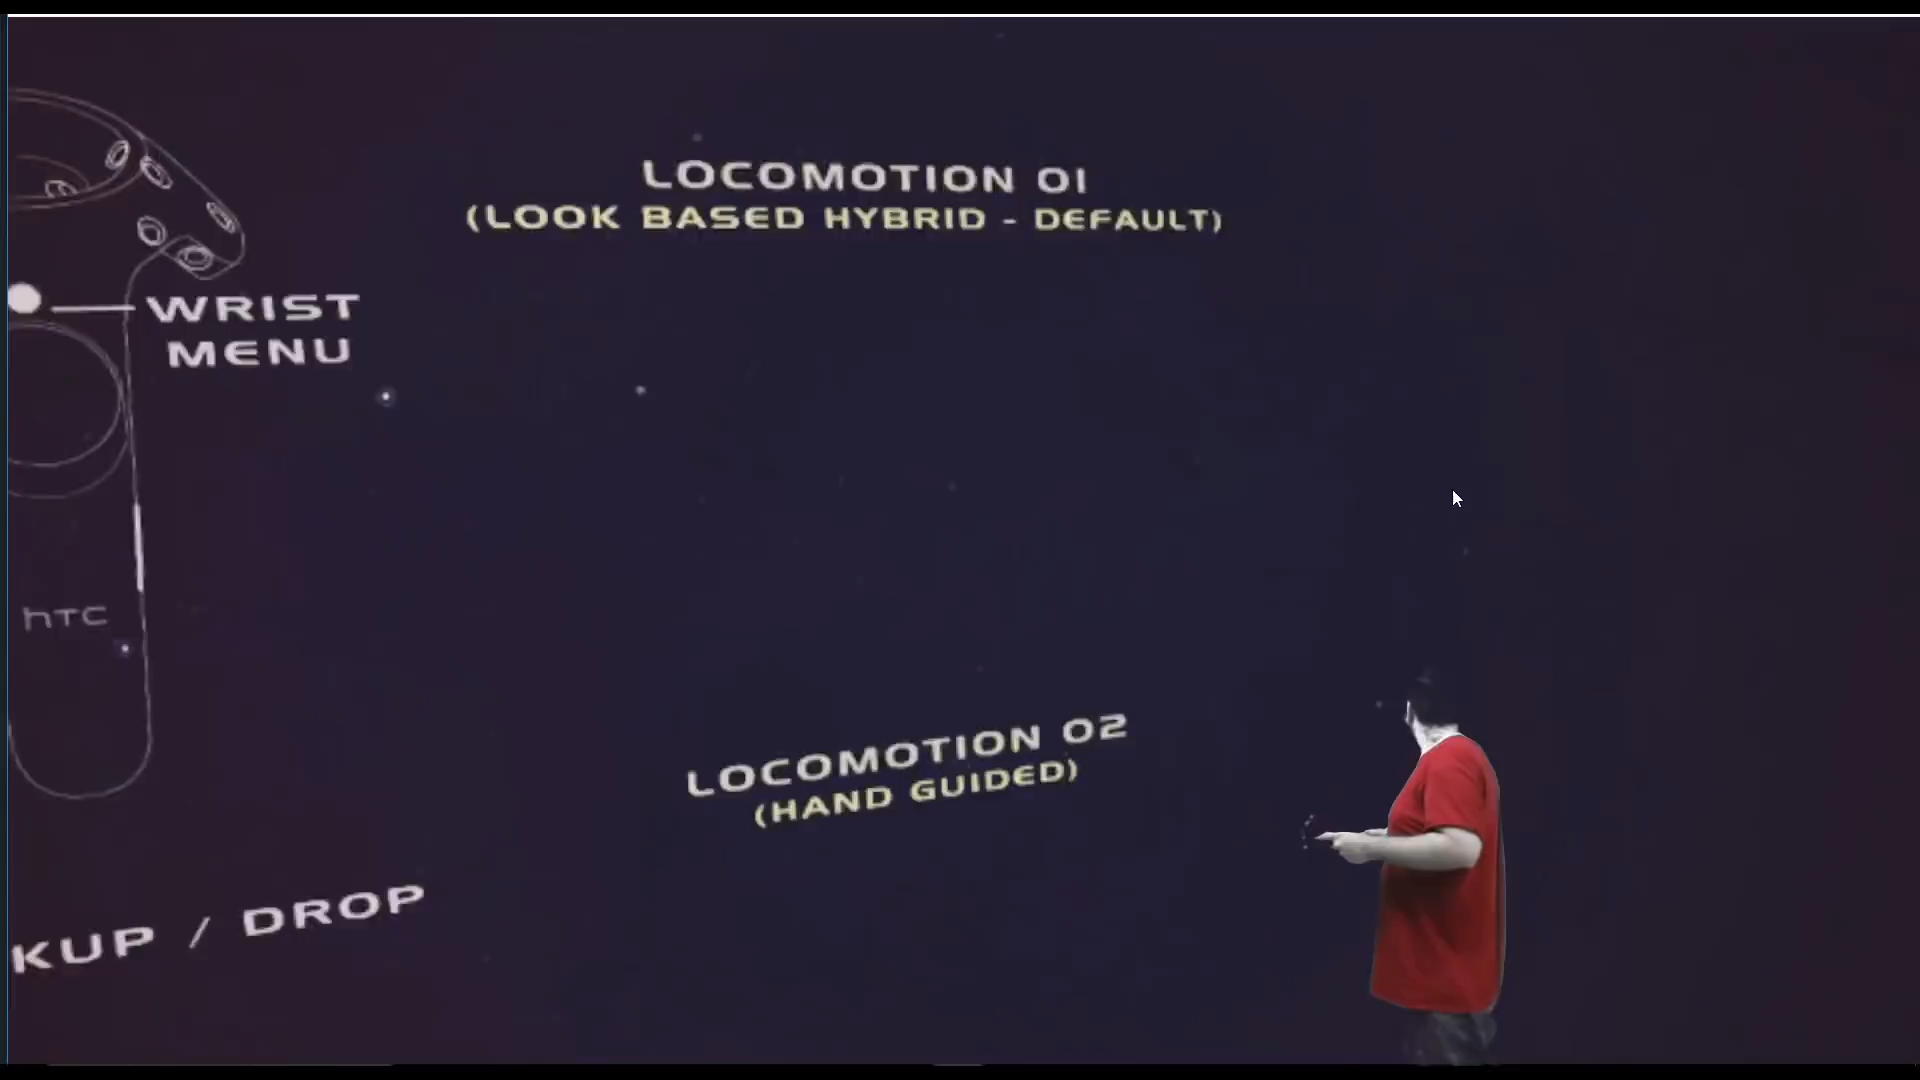 LOCOMOTION 01
(LOOK BASED HYBRID - DEFAULT)
WRIST
MENU
hTC
LOCOMOTION 02
(HAND GUIDED)
KUP / DROP